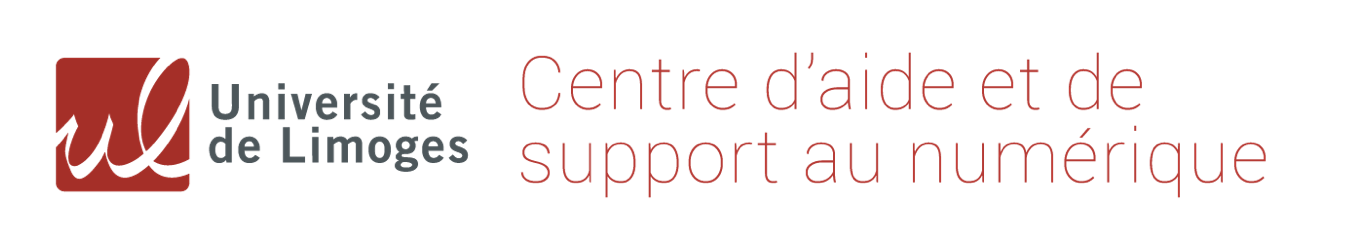 ul
Université
de Limoges
Centre d'aide et de
support au numérique